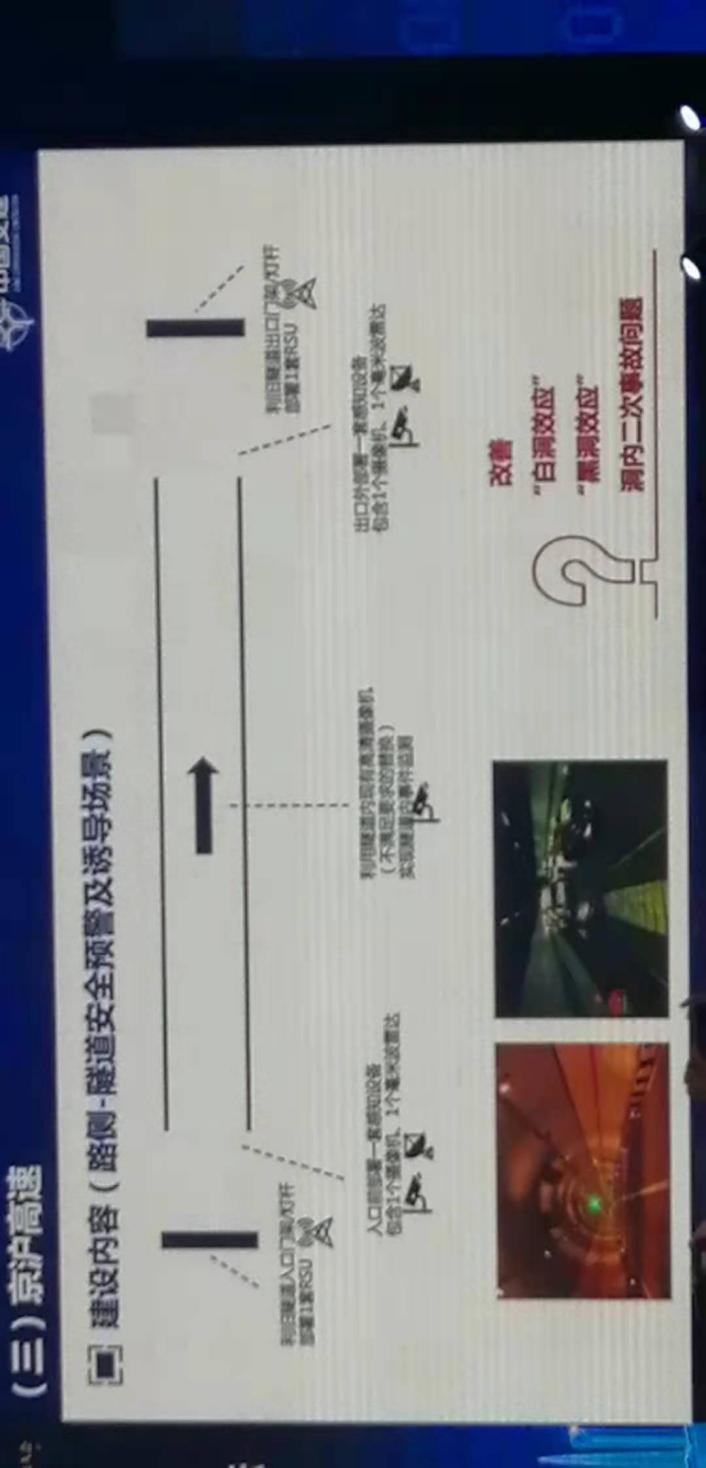 （三）京沪高速
中国交建
建设内容（路侧-隧道安全预警及诱导场景）
利旧隧道入口门架/灯杆
部署1套RSU
入口前部署一套感知设备
包含1个摄像机、1个毫米波雷达
利用隧道内现有高清摄像机
（不满足要求的替换）
实现隧道内事件监测
出口外部署一套感知设备
包含1个摄像机、1个毫米波雷达
利旧隧道出口门架/灯杆
部署1套RSU
?
改善
“白洞效应”
“黑洞效应”
洞内二次事故问题